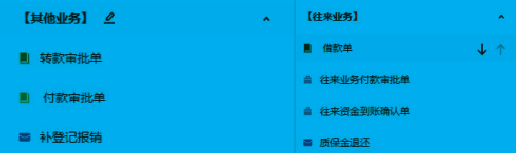 【其他业务】
转款审批单
付款审批单
补登记报销
【往来业务】
借款单
往来业务付款审批单
往来资金到账确认单
质保金退还